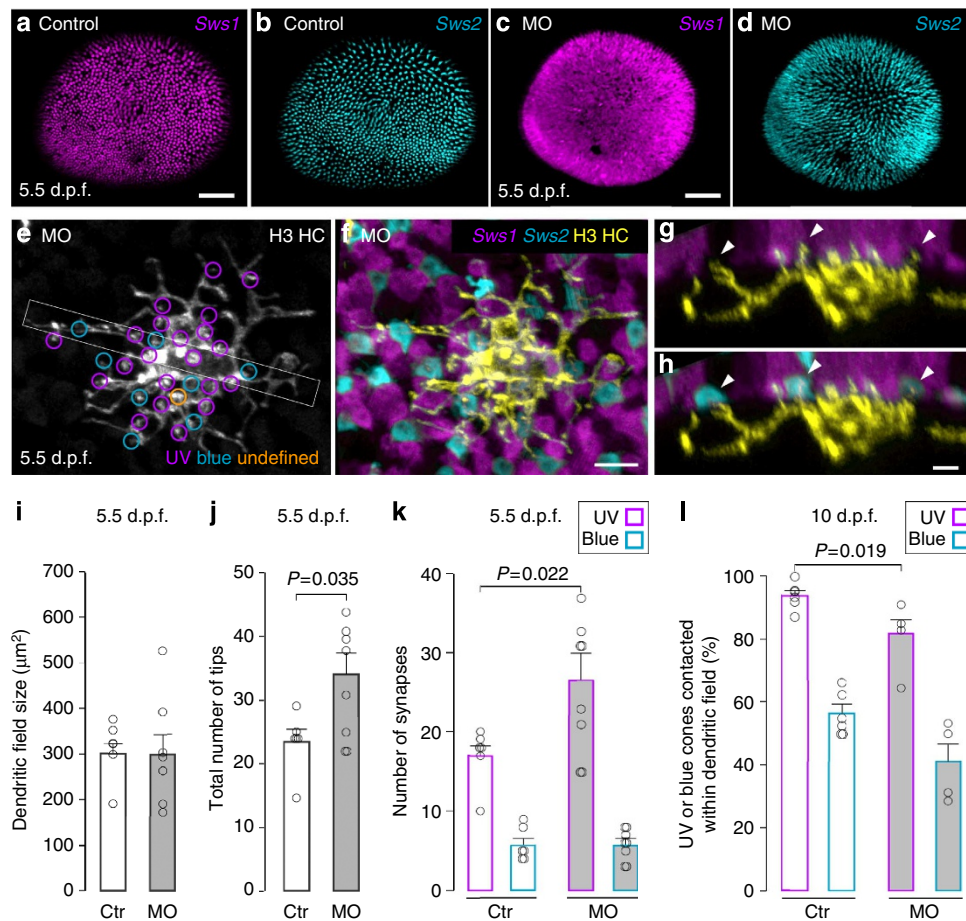 a Control Sws1
b Control Sws2
c MO Sws1
d MO Sws2
5.5 d.p.f.
5.5 d.p.f.
e MO H3 HC
f MO Sws1 Sws2 H3 HC
g
h
5.5 d.p.f.
UV blue undefined
i 5.5 d.p.f.
Dendritic field size (μm²)
700
600
500
400
300
200
100
0
Ctr MO
j 5.5 d.p.f.
P=0.035
Total number of tips
50
40
30
20
10
0
Ctr MO
k 5.5 d.p.f.
UV
Blue
P=0.022
Number of synapses
40
30
20
10
0
Ctr MO
l 10 d.p.f.
UV
Blue
P=0.019
UV or blue cones contacted
within dendritic field (%)
100
80
60
40
20
0
Ctr MO